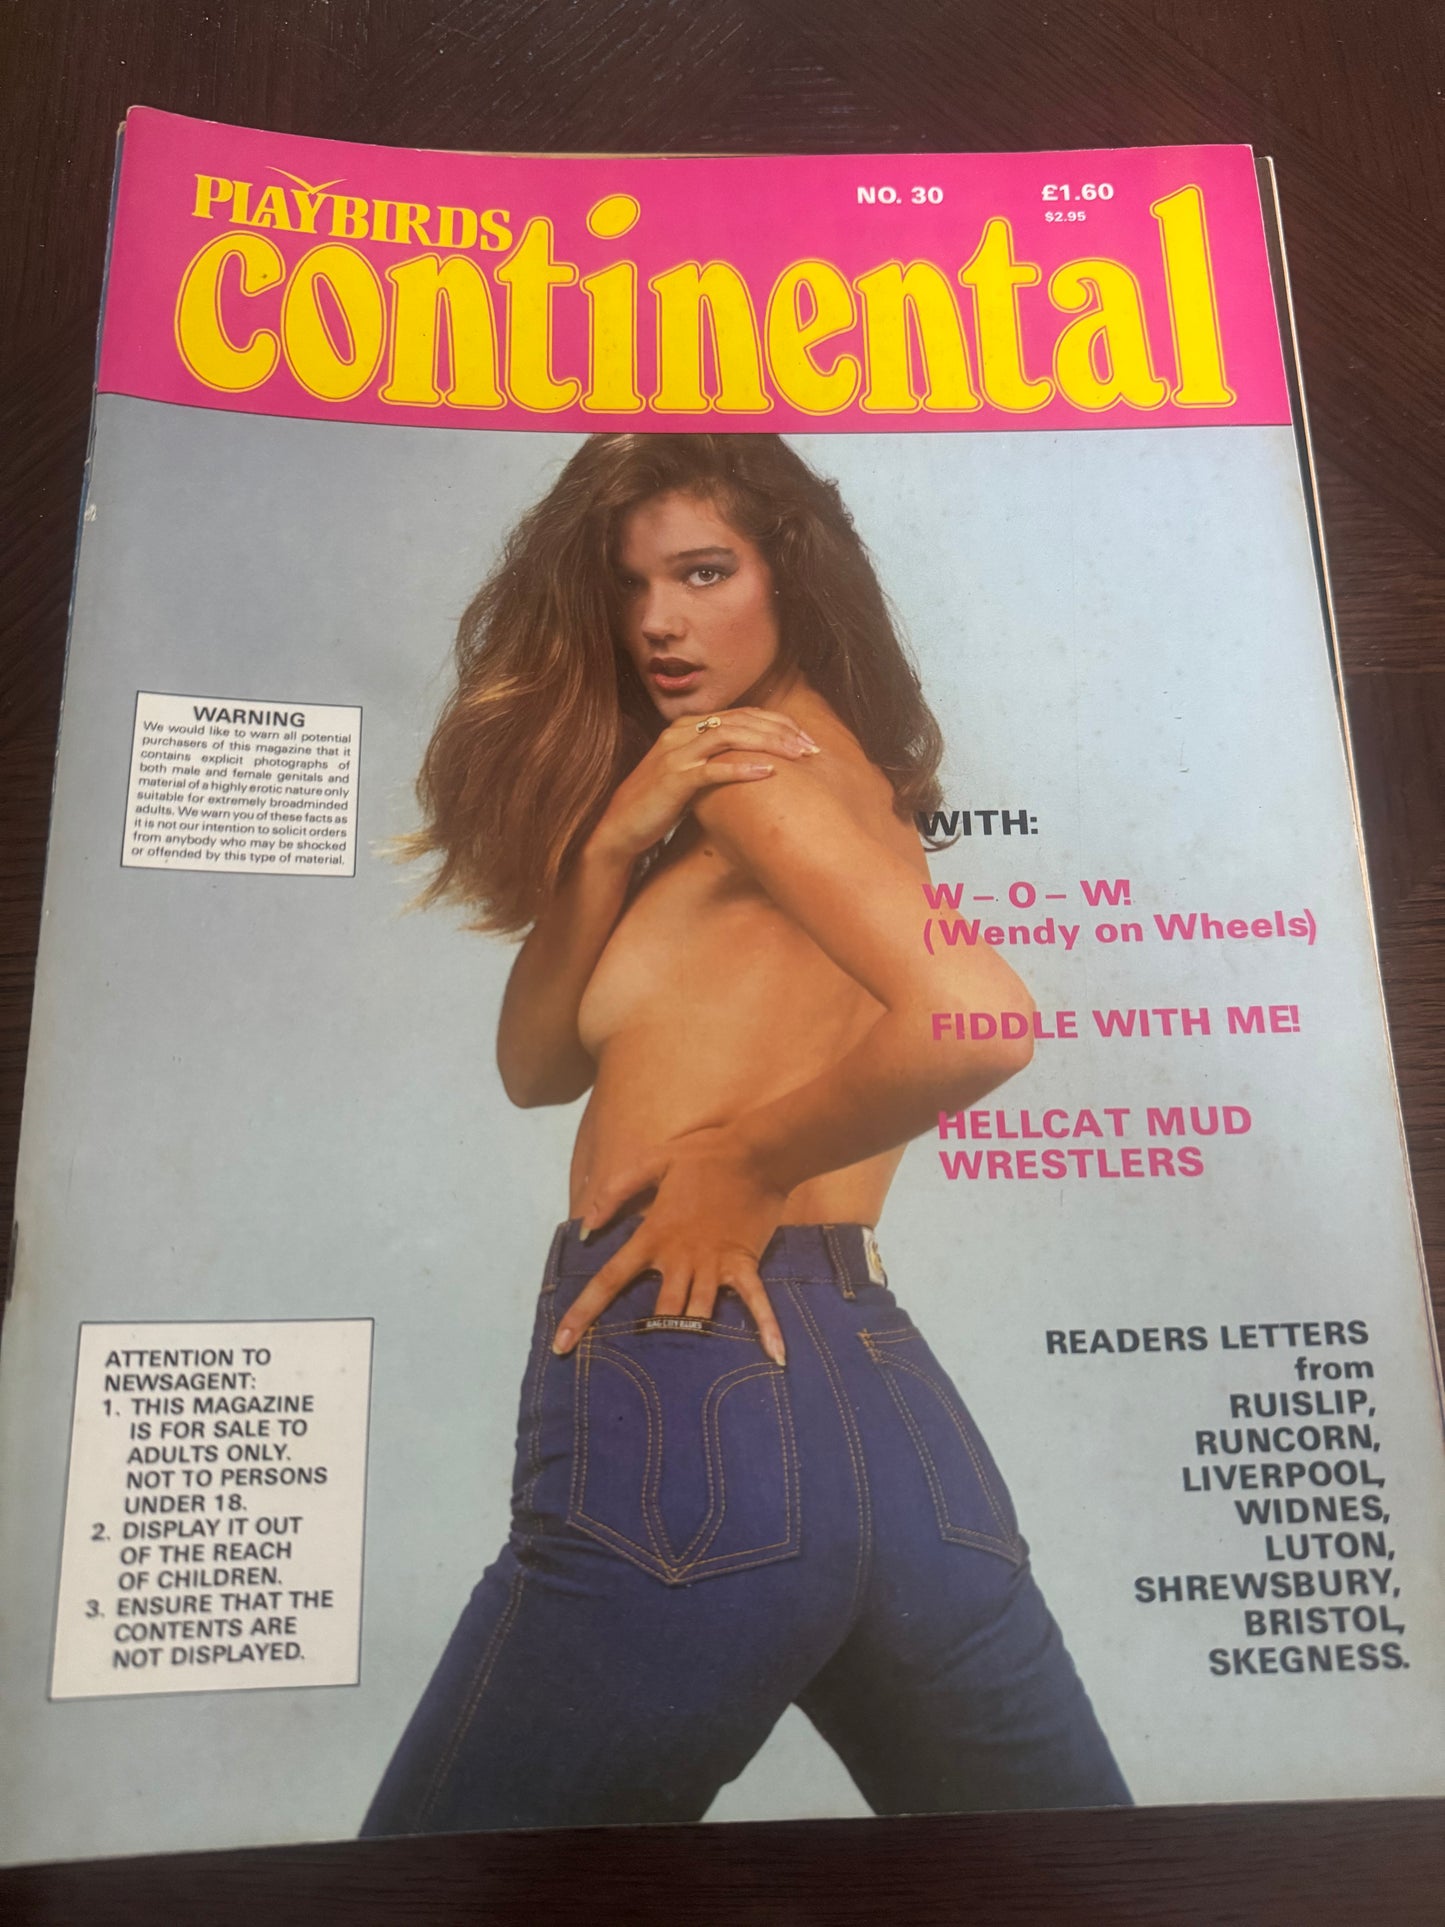 PLAYBIRDS
NO. 30
£1.60
$2.95
continental
WARNING
We would like to warn all potential
purchasers of this magazine that it
contains explicit photographs of
both male and female genitals and
material of a highly erotic nature only
suitable for extremely broadminded
adults. We warn you of these facts as
it is not our intention to solicit orders
from anybody who may be shocked
or offended by this type of material.
WITH:
W – O – W!
(Wendy on Wheels)
FIDDLE WITH ME!
HELLCAT MUD
WRESTLERS
RAG CITY BLUES
ATTENTION TO
NEWSAGENT:
1. THIS MAGAZINE
IS FOR SALE TO
ADULTS ONLY.
NOT TO PERSONS
UNDER 18.
2. DISPLAY IT OUT
OF THE REACH
OF CHILDREN.
3. ENSURE THAT THE
CONTENTS ARE
NOT DISPLAYED.
READERS LETTERS
from
RUISLIP,
RUNCORN,
LIVERPOOL,
WIDNES,
LUTON,
SHREWSBURY,
BRISTOL,
SKEGNESS.